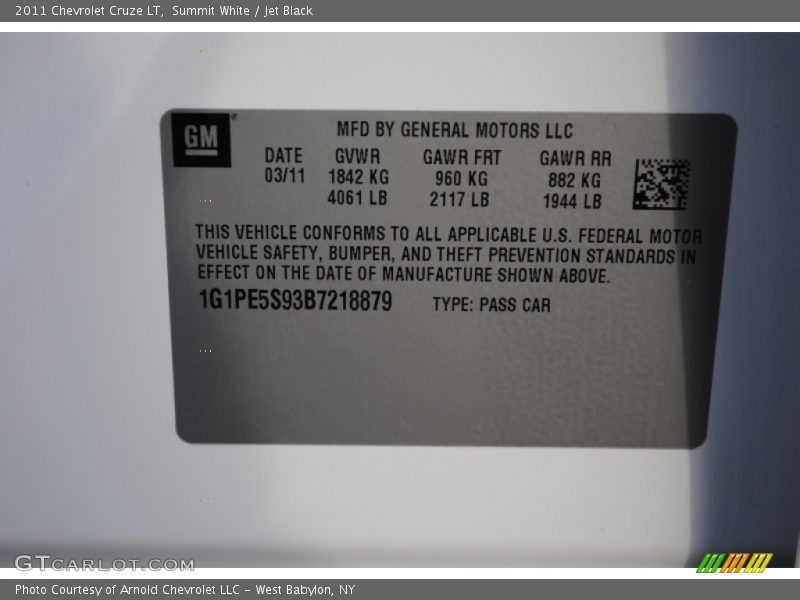 2011 Chevrolet Cruze LT, Summit White / Jet Black
GM
MFD BY GENERAL MOTORS LLC
DATE GVWR GAWR FRT GAWR RR
03/11 1842 KG 960 KG 882 KG
4061 LB 2117 LB 1944 LB
THIS VEHICLE CONFORMS TO ALL APPLICABLE U.S. FEDERAL MOTOR
VEHICLE SAFETY, BUMPER, AND THEFT PREVENTION STANDARDS IN
EFFECT ON THE DATE OF MANUFACTURE SHOWN ABOVE.
1G1PE5S93B7218879 TYPE: PASS CAR
GTCARLOT.COM
Photo Courtesy of Arnold Chevrolet LLC - West Babylon, NY